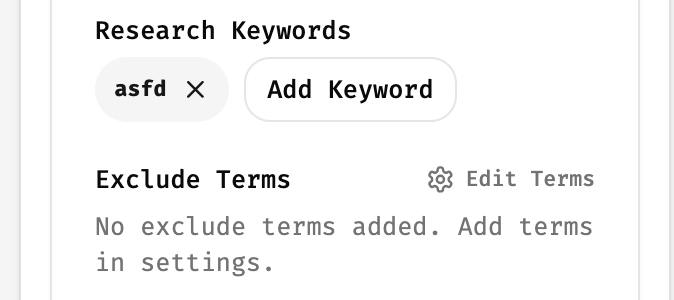 Research Keywords
asfd Add Keyword
Exclude Terms Edit Terms
No exclude terms added. Add terms
in settings.